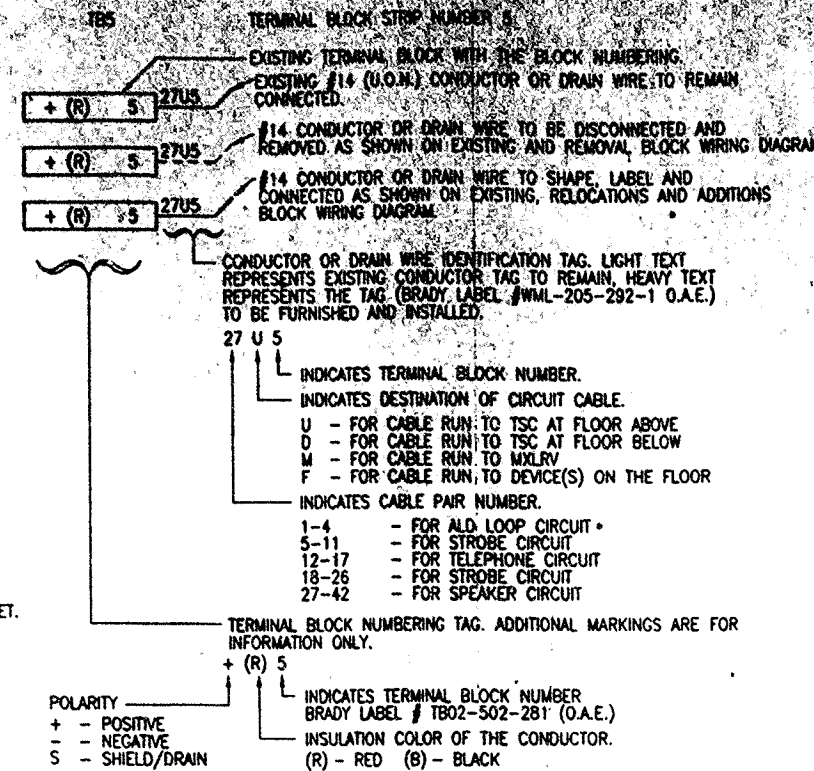 TB5 TERMINAL BLOCK STRIP NUMBER 5
EXISTING TERMINAL BLOCK WITH THE BLOCK NUMBERING.
+ (R) 5 27U5
EXISTING #14 (U.O.N.) CONDUCTOR OR DRAIN WIRE TO REMAIN
CONNECTED.
+ (R) 5 27U5
#14 CONDUCTOR OR DRAIN WIRE TO BE DISCONNECTED AND
REMOVED AS SHOWN ON EXISTING AND REMOVAL BLOCK WIRING DIAGRAM
+ (R) 5 27U5
#14 CONDUCTOR OR DRAIN WIRE TO SHAPE, LABEL AND
CONNECTED AS SHOWN ON EXISTING, RELOCATIONS AND ADDITIONS
BLOCK WIRING DIAGRAM.
CONDUCTOR OR DRAIN WIRE IDENTIFICATION TAG. LIGHT TEXT
REPRESENTS EXISTING CONDUCTOR TAG TO REMAIN, HEAVY TEXT
REPRESENTS THE TAG (BRADY LABEL #WML-205-292-1 O.A.E.)
TO BE FURNISHED AND INSTALLED.
27 U 5
INDICATES TERMINAL BLOCK NUMBER.
INDICATES DESTINATION OF CIRCUIT CABLE.
U - FOR CABLE RUN TO TSC AT FLOOR ABOVE
D - FOR CABLE RUN TO TSC AT FLOOR BELOW
M - FOR CABLE RUN TO MXLRV
F - FOR CABLE RUN TO DEVICE(S) ON THE FLOOR
INDICATES CABLE PAIR NUMBER.
1-4 - FOR ALD LOOP CIRCUIT
5-11 - FOR STROBE CIRCUIT
12-17 - FOR TELEPHONE CIRCUIT
18-26 - FOR STROBE CIRCUIT
27-42 - FOR SPEAKER CIRCUIT
ET.
TERMINAL BLOCK NUMBERING TAG. ADDITIONAL MARKINGS ARE FOR
INFORMATION ONLY.
+ (R) 5
POLARITY
+ - POSITIVE
- - NEGATIVE
S - SHIELD/DRAIN
INDICATES TERMINAL BLOCK NUMBER
BRADY LABEL # TB02-502-281 (O.A.E.)
INSULATION COLOR OF THE CONDUCTOR.
(R) - RED (B) - BLACK